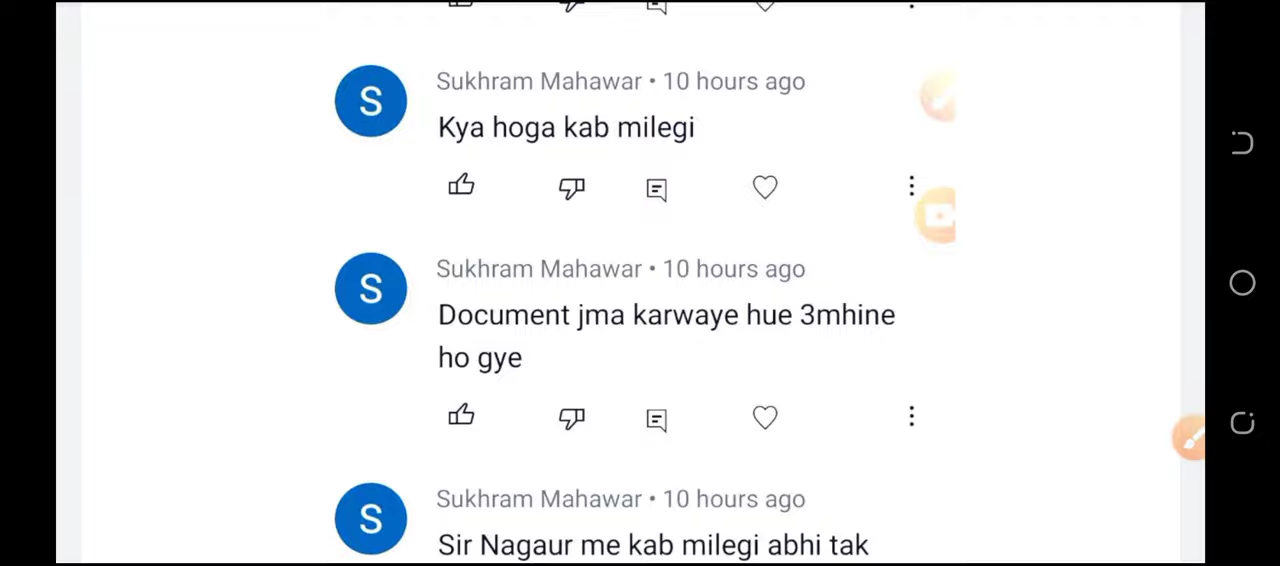 Sukhram Mahawar • 10 hours ago
S
Kya hoga kab milegi
Sukhram Mahawar • 10 hours ago
S
Document jma karwaye hue 3mhine
ho gye
Sukhram Mahawar • 10 hours ago
S
Sir Nagaur me kab milegi abhi tak